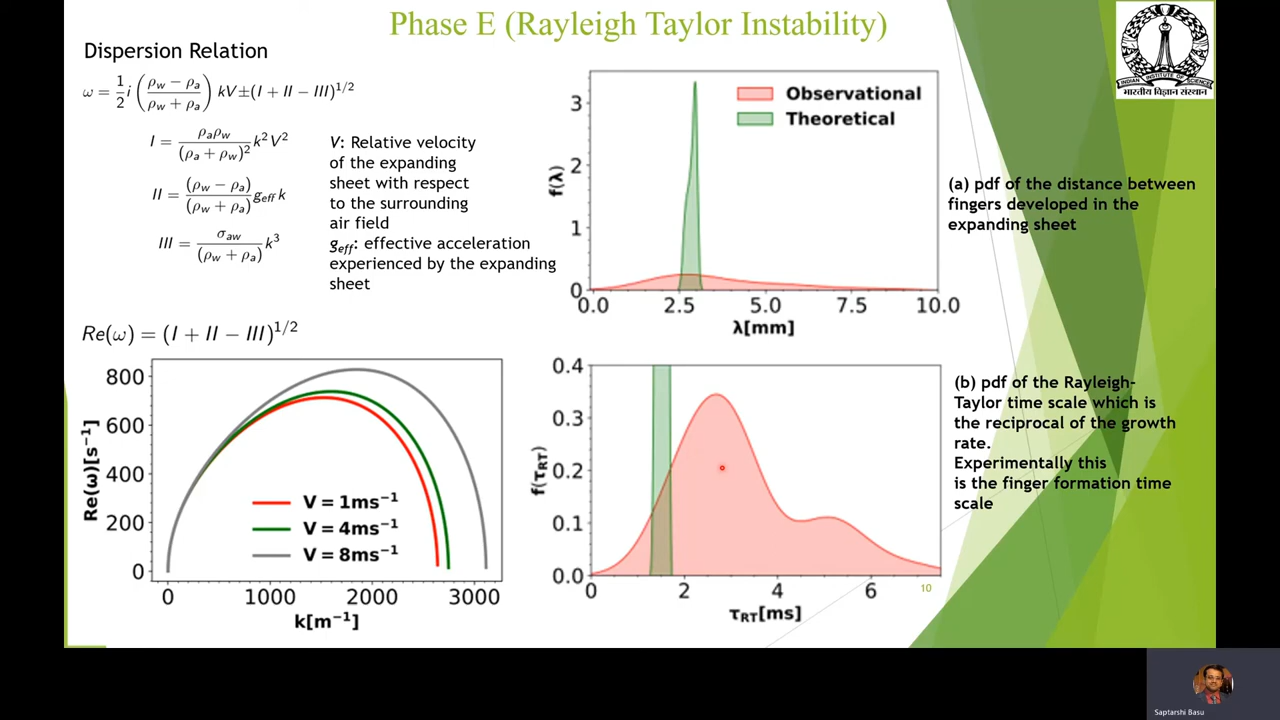 Phase E (Rayleigh Taylor Instability)
Dispersion Relation
ω = 1/2 i ( (ρw − ρa)/(ρw + ρa) ) kV±(I + II − III)^1/2
I = ρaρw/(ρa + ρw)² k²V²
II = (ρw − ρa)/(ρw + ρa) geff k
III = σaw/(ρw + ρa) k³
V: Relative velocity
of the expanding
sheet with respect
to the surrounding
air field
geff: effective acceleration
experienced by the expanding
sheet
Re(ω) = (I + II − III)^1/2
Re(ω)[s⁻¹]
800
600
400
200
0
V = 1ms⁻¹
V = 4ms⁻¹
V = 8ms⁻¹
0 1000 2000 3000
k[m⁻¹]
f(λ)
3
2
1
0
Observational
Theoretical
0.0 2.5 5.0 7.5 10.0
λ[mm]
(a) pdf of the distance between
fingers developed in the
expanding sheet
f(τRT)
0.4
0.3
0.2
0.1
0.0
0 2 4 6
τRT[ms]
(b) pdf of the Rayleigh-
Taylor time scale which is
the reciprocal of the growth
rate.
Experimentally this
is the finger formation time
scale
10
INDIAN INSTITUTE OF SCIENCE
भारतीय विज्ञान संस्थान
Saptarshi Basu